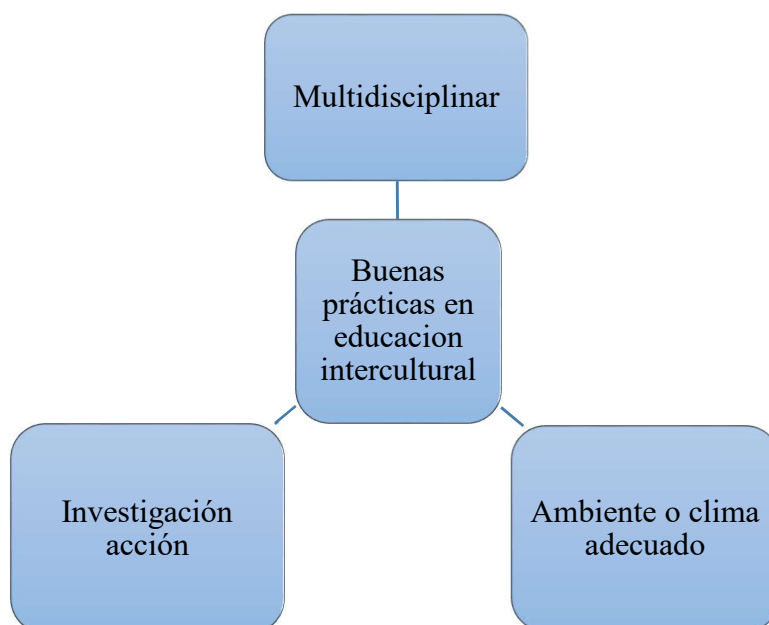 Multidisciplinar
Buenas
prácticas en
educacion
intercultural
Investigación
acción
Ambiente o clima
adecuado